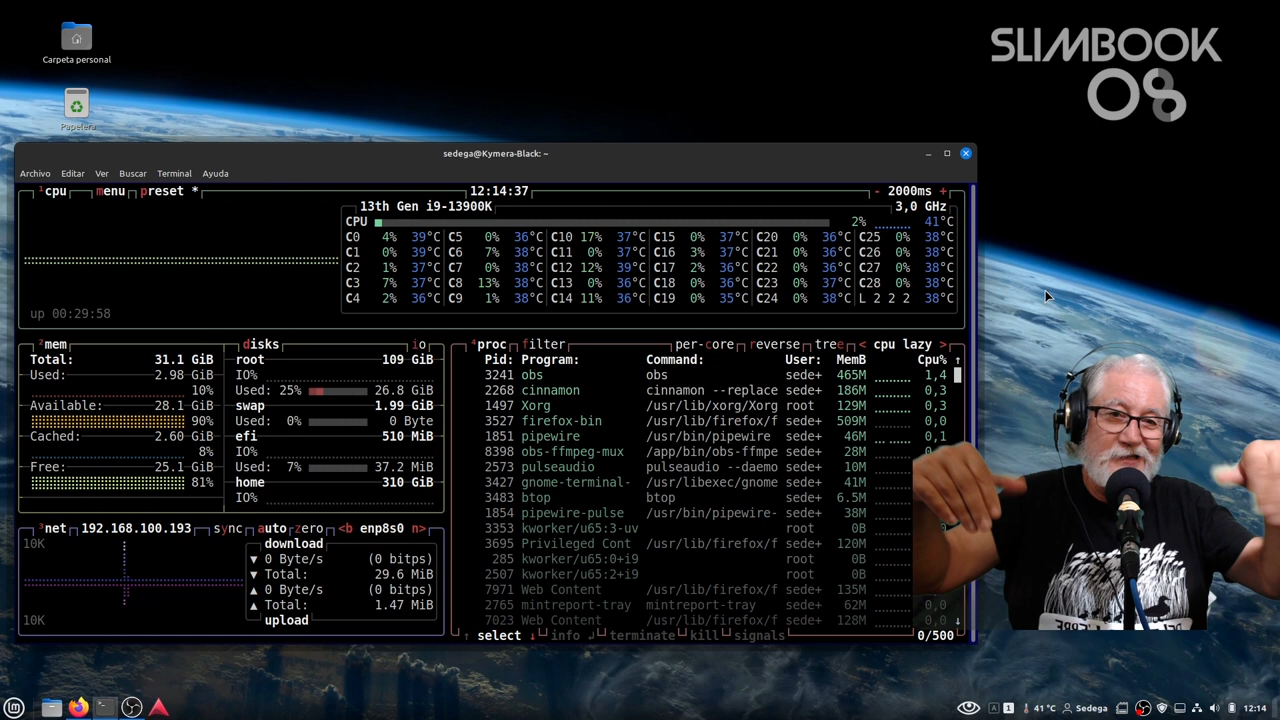 SLIMBOOK
OS
Carpeta personal
Papelera
sedega@Kymera-Black: ~
Archivo Editar Ver Buscar Terminal Ayuda
¹cpu menu preset * 12:14:37 - 2000ms +
13th Gen i9-13900K 3,0 GHz
CPU 2% 41°C
C0 4% 39°C C5 0% 36°C C10 17% 37°C C15 0% 37°C C20 0% 36°C C25 0% 38°C
C1 0% 39°C C6 7% 38°C C11 0% 37°C C16 3% 37°C C21 0% 36°C C26 0% 38°C
C2 1% 37°C C7 0% 38°C C12 12% 39°C C17 0% 36°C C22 0% 36°C C27 0% 38°C
C3 7% 37°C C8 13% 38°C C13 0% 36°C C18 0% 36°C C23 0% 36°C C28 0% 38°C
C4 2% 36°C C9 1% 38°C C14 11% 36°C C19 0% 35°C C24 0% 38°C L 2 2 2 38°C
up 00:29:58
²mem
Total: 31.1 GiB
Used: 2.98 GiB
10%
Available: 28.1 GiB
90%
Cached: 2.60 GiB
8%
Free: 25.1 GiB
81%
disks io
root 109 GiB
IO%
Used: 25% 26.8 GiB
swap 1.99 GiB
Used: 0% 0 Byte
efi 510 MiB
IO%
Used: 7% 37.2 MiB
home 310 GiB
IO%
³net 192.168.100.193 sync auto zero <b enp8s0 n>
10K
10K
download
▼ 0 Byte/s (0 bitps)
▼ Total: 29.6 MiB
▲ 0 Byte/s (0 bitps)
▲ Total: 1.47 MiB
upload
⁴proc filter per-core reverse tree < cpu lazy >
Pid: Program: Command: User: MemB Cpu% ↑
3241 obs obs sede+ 465M 1,4
2268 cinnamon cinnamon --replace sede+ 186M 0,3
1497 Xorg /usr/lib/xorg/Xorg root 129M 0,3
3527 firefox-bin /usr/lib/firefox/f sede+ 509M 0,0
1851 pipewire /usr/bin/pipewire sede+ 46M 0,1
8398 obs-ffmpeg-mux /app/bin/obs-ffmpe sede+ 28M
2573 pulseaudio pulseaudio --daemo sede+ 10M
3427 gnome-terminal- /usr/libexec/gnome sede+ 41M
3483 btop btop sede+ 6.5M
1854 pipewire-pulse /usr/bin/pipewire- sede+ 38M
3353 kworker/u65:3-uv root 0B
3695 Privileged Cont /usr/lib/firefox/f sede+ 120M
285 kworker/u65:0+i9 root 0B
2507 kworker/u65:2+i9 root 0B
7971 Web Content /usr/lib/firefox/f sede+ 135M
2765 mintreport-tray mintreport-tray sede+ 62M 0,0
7023 Web Content /usr/lib/firefox/f sede+ 128M 0,0 ↓
↑ select ↓ info ↲ terminate kill signals 0/500
A 1 41 °C Sedega 12:14